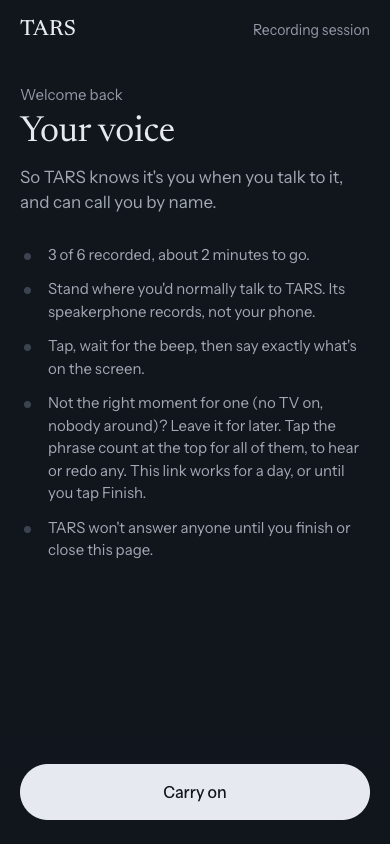 TARS
Recording session
Welcome back
Your voice
So TARS knows it's you when you talk to it,
and can call you by name.
3 of 6 recorded, about 2 minutes to go.
Stand where you'd normally talk to TARS. Its
speakerphone records, not your phone.
Tap, wait for the beep, then say exactly what's
on the screen.
Not the right moment for one (no TV on,
nobody around)? Leave it for later. Tap the
phrase count at the top for all of them, to hear
or redo any. This link works for a day, or until
you tap Finish.
TARS won't answer anyone until you finish or
close this page.
Carry on